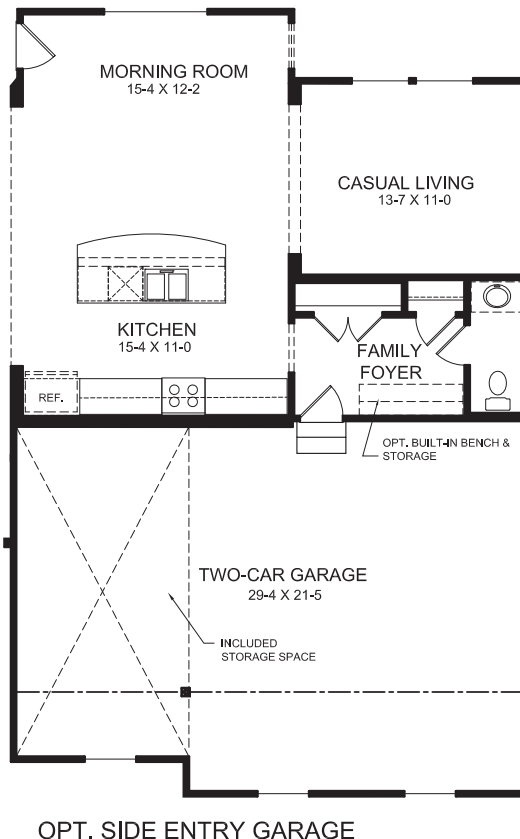 MORNING ROOM
15-4 X 12-2
CASUAL LIVING
13-7 X 11-0
KITCHEN
15-4 X 11-0
FAMILY
FOYER
REF.
OPT. BUILT-IN BENCH &
STORAGE
TWO-CAR GARAGE
29-4 X 21-5
INCLUDED
STORAGE SPACE
OPT. SIDE ENTRY GARAGE